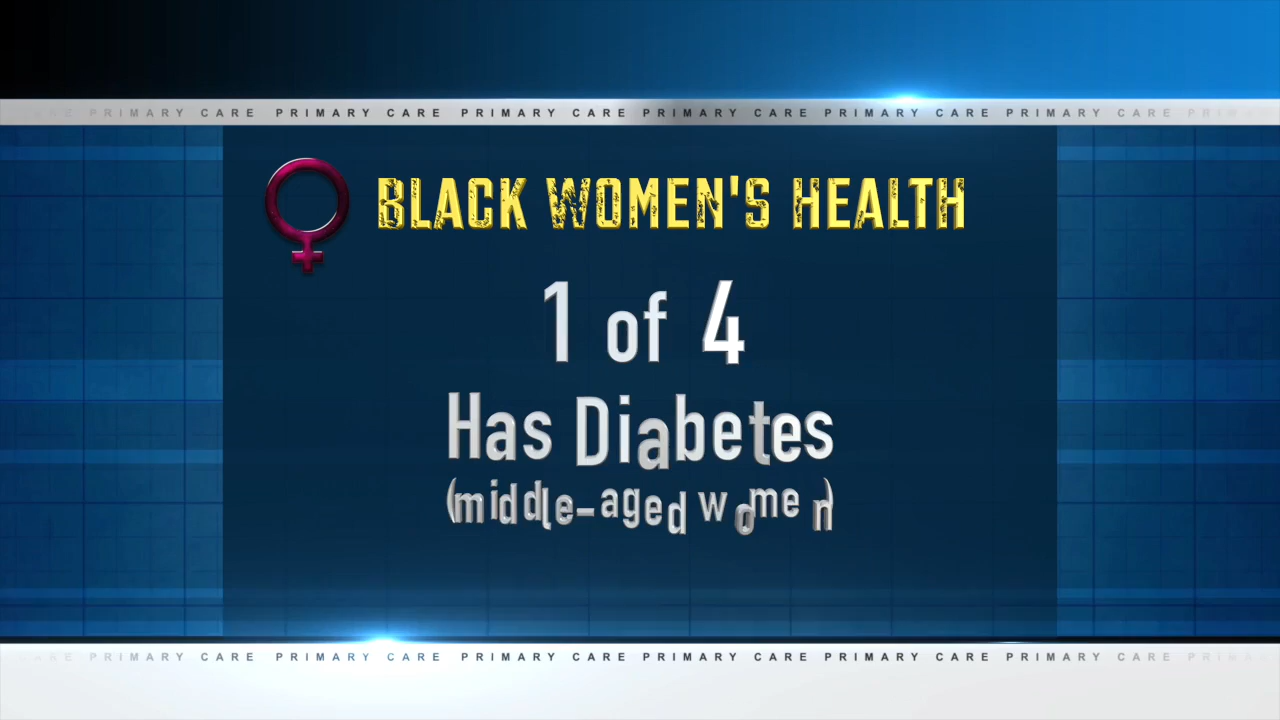 PRIMARY CARE PRIMARY CARE PRIMARY CARE PRIMARY CARE PRIMARY CARE PRIMARY CARE
BLACK WOMEN'S HEALTH
1 of 4
Has Diabetes
(middle-aged women)
CARE PRIMARY CARE PRIMARY CARE PRIMARY CARE PRIMARY CARE PRIMARY CARE PRIMARY CARE